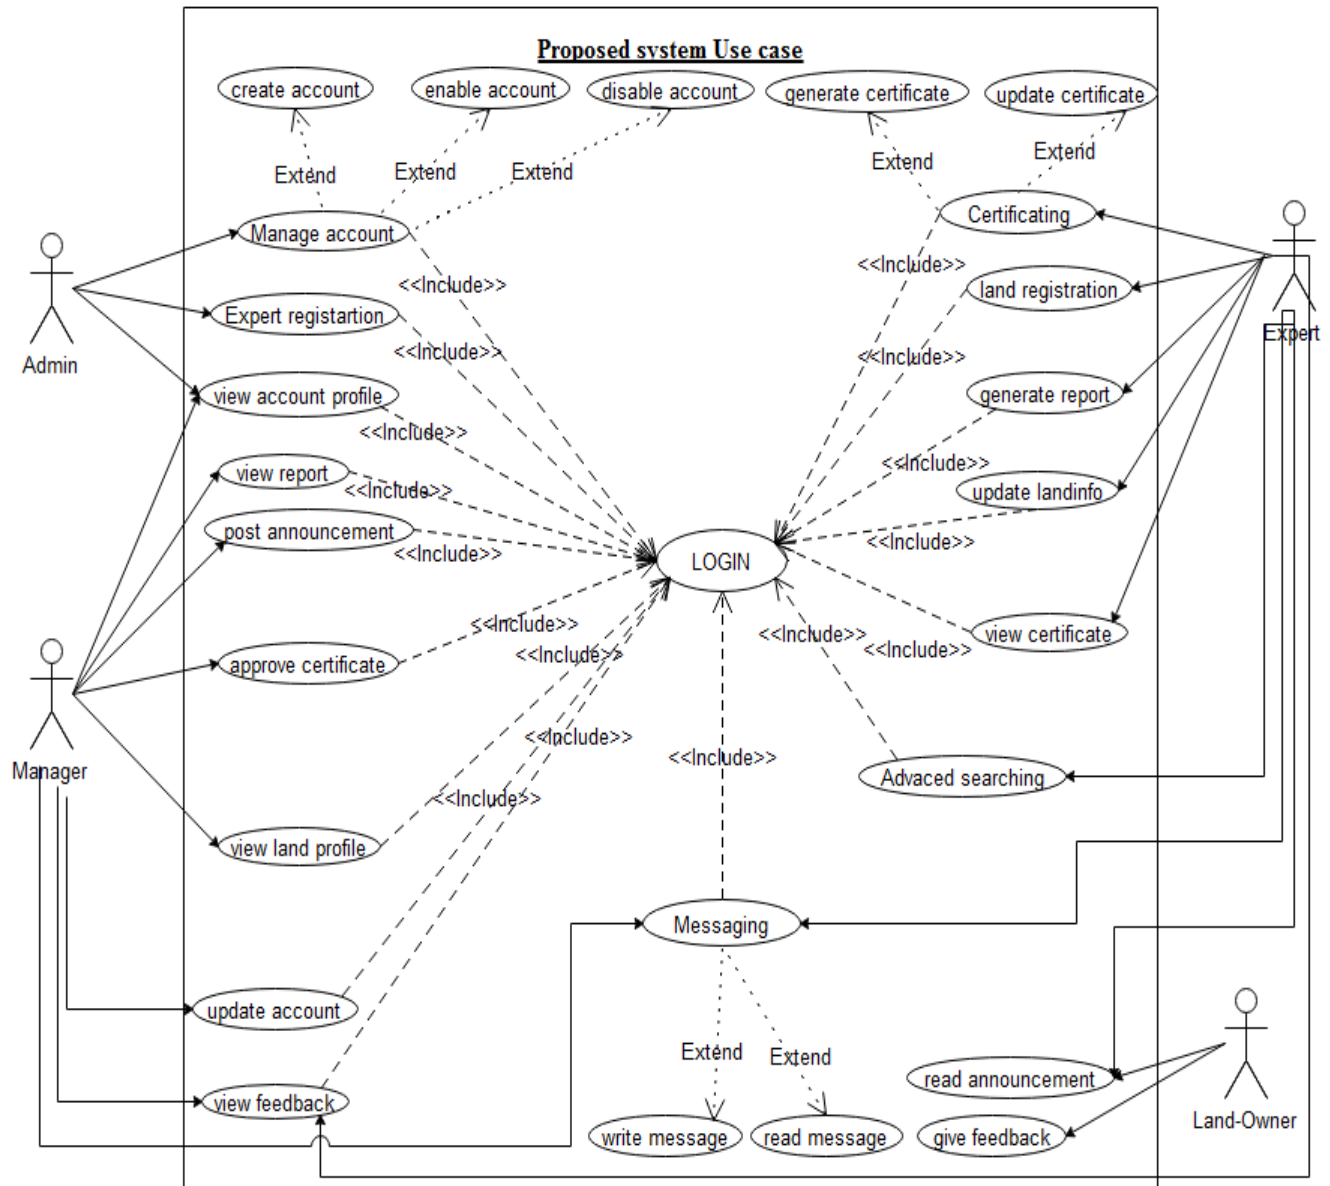 Proposed system Use case
create account
enable account
disable account
generate certificate
update certificate
Extend
Extend
Extend
Extend
Extend
Manage account
Certificating
<<Include>>
<<Include>>
land registration
Expert registartion
Expert
Admin
<<Include>>
<<Include>>
view account profile
generate report
<<Include>>
<<Include>>
view report
<<Include>>
update landinfo
post announcement
<<Include>>
<<Include>>
LOGIN
<<Include>>
<<Include>>
view certificate
<<Include>>
<<Include>>
approve certificate
<<Include>>
<<Include>>
Manager
Advaced searching
<<Include>>
view land profile
Messaging
update account
Extend
Extend
read announcement
view feedback
Land-Owner
write message
read message
give feedback